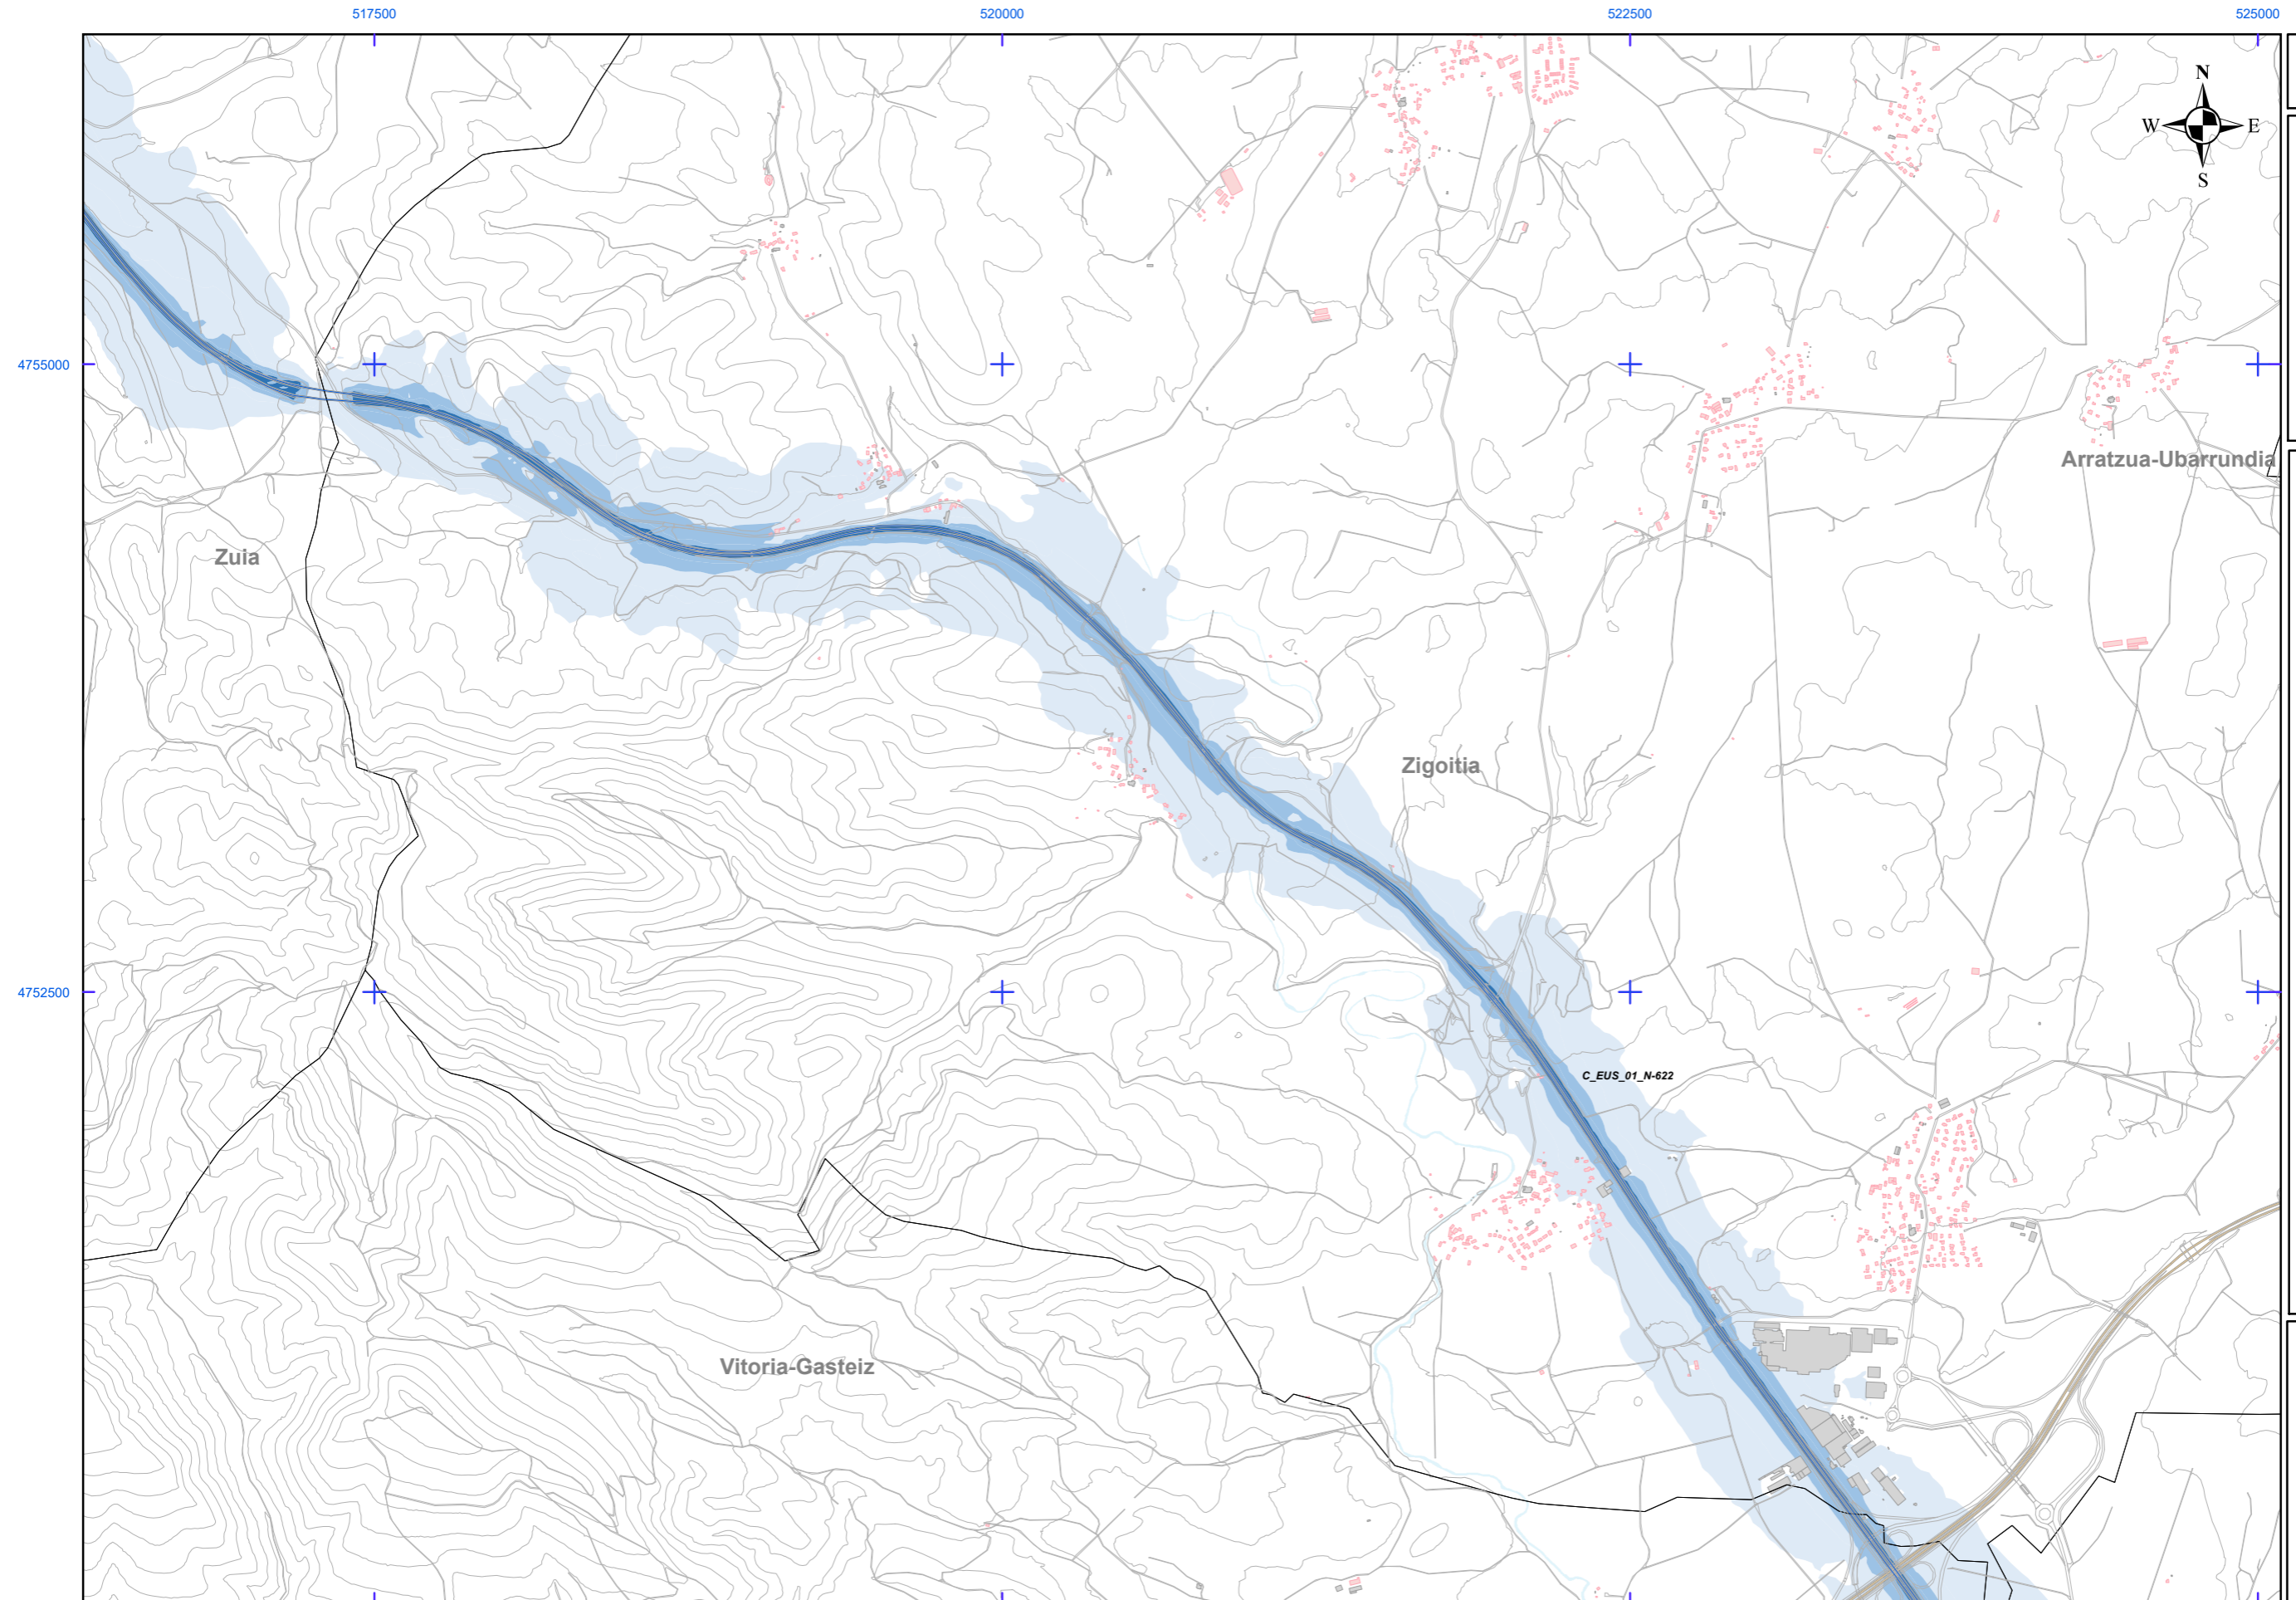 517500
520000
522500
525000
N
W
E
S
4755000
Arratzua-Ubarrundia
Zuia
Zigoitia
4752500
C_EUS_01_N-622
Vitoria-Gasteiz